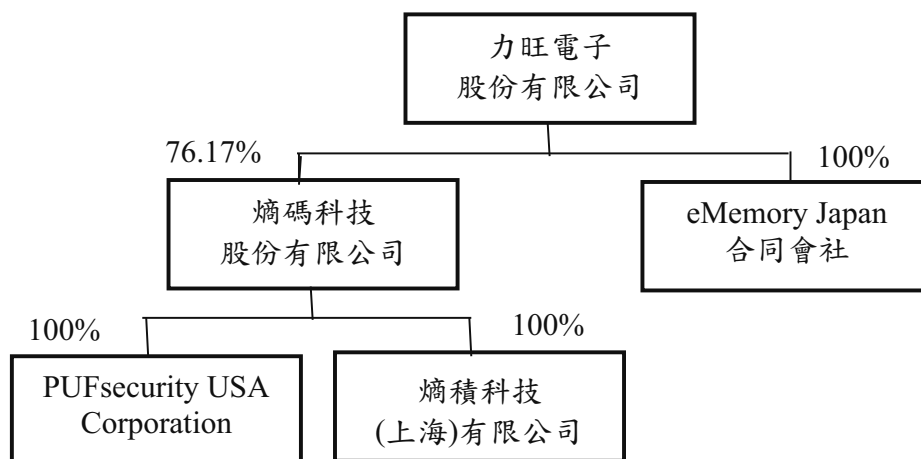 力旺電子
股份有限公司
76.17%
100%
熵碼科技
股份有限公司
eMemory Japan
合同會社
100%
100%
PUFsecurity USA
Corporation
熵積科技
(上海)有限公司